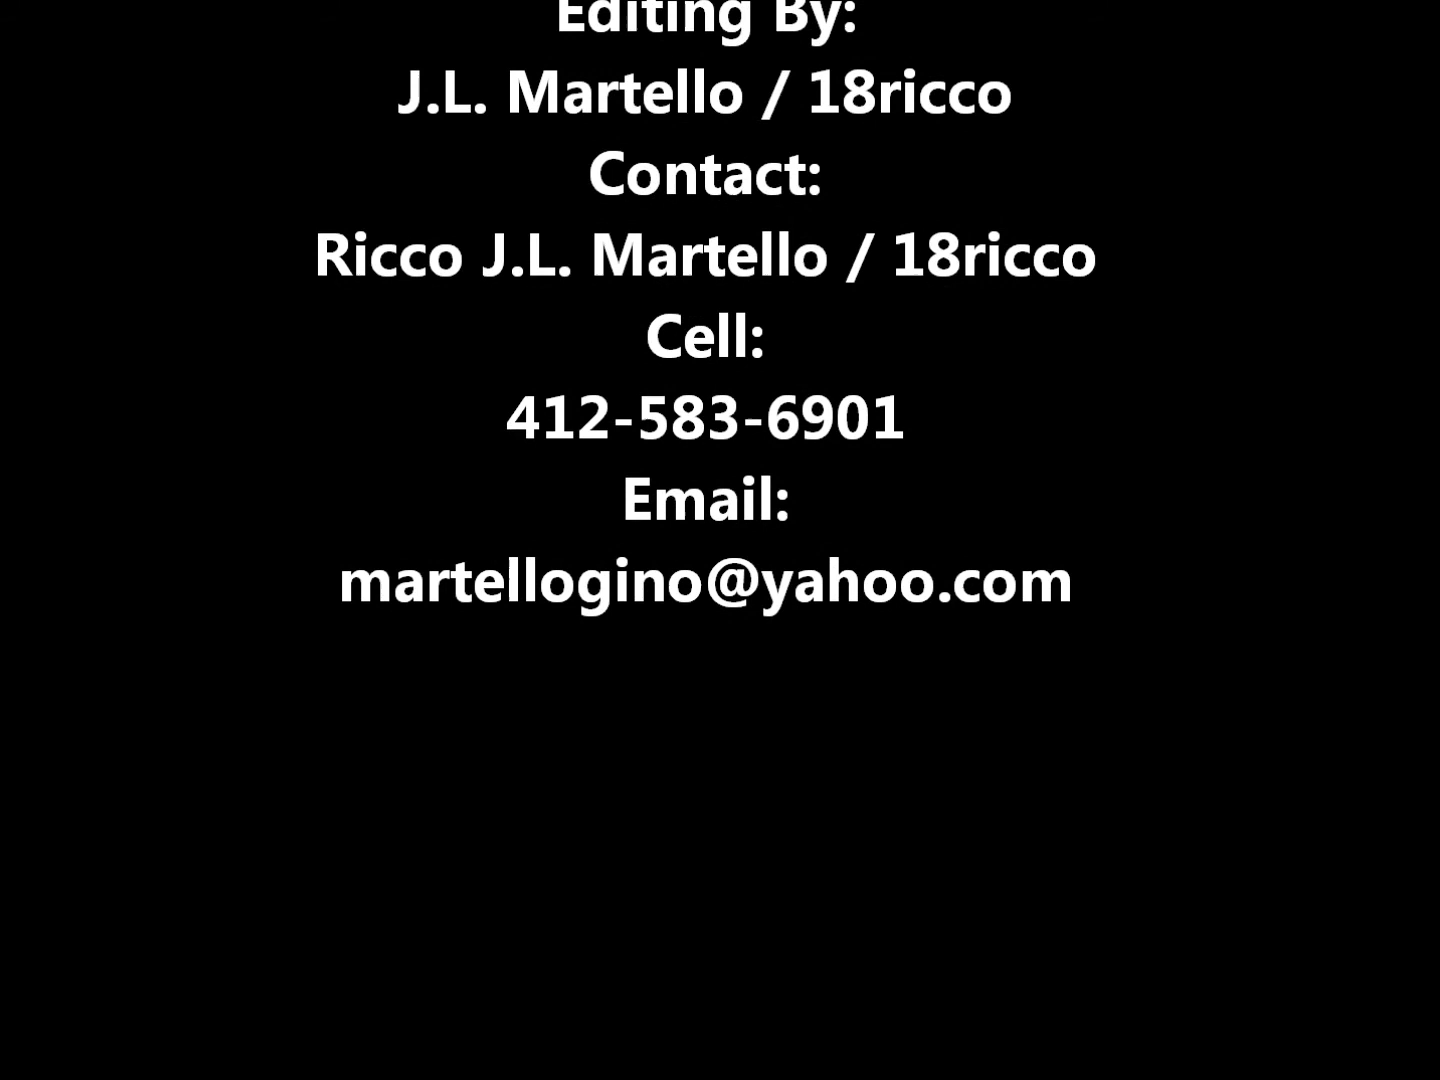 Editing By:
J.L. Martello / 18ricco
Contact:
Ricco J.L. Martello / 18ricco
Cell:
412-583-6901
Email:
martellogino@yahoo.com